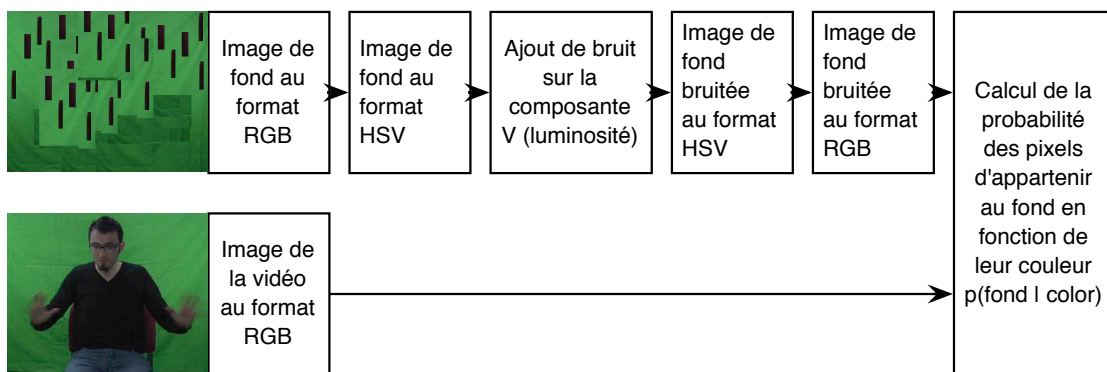 Image de
fond au
format
RGB
Image de
fond au
format
HSV
Ajout de bruit
sur la
composante
V (luminosité)
Image de
fond
bruitée
au format
HSV
Image de
fond
bruitée
au format
RGB
Calcul de la
probabilité
des pixels
d'appartenir
au fond en
fonction de
leur couleur
p(fond | color)
Image de
la vidéo
au format
RGB